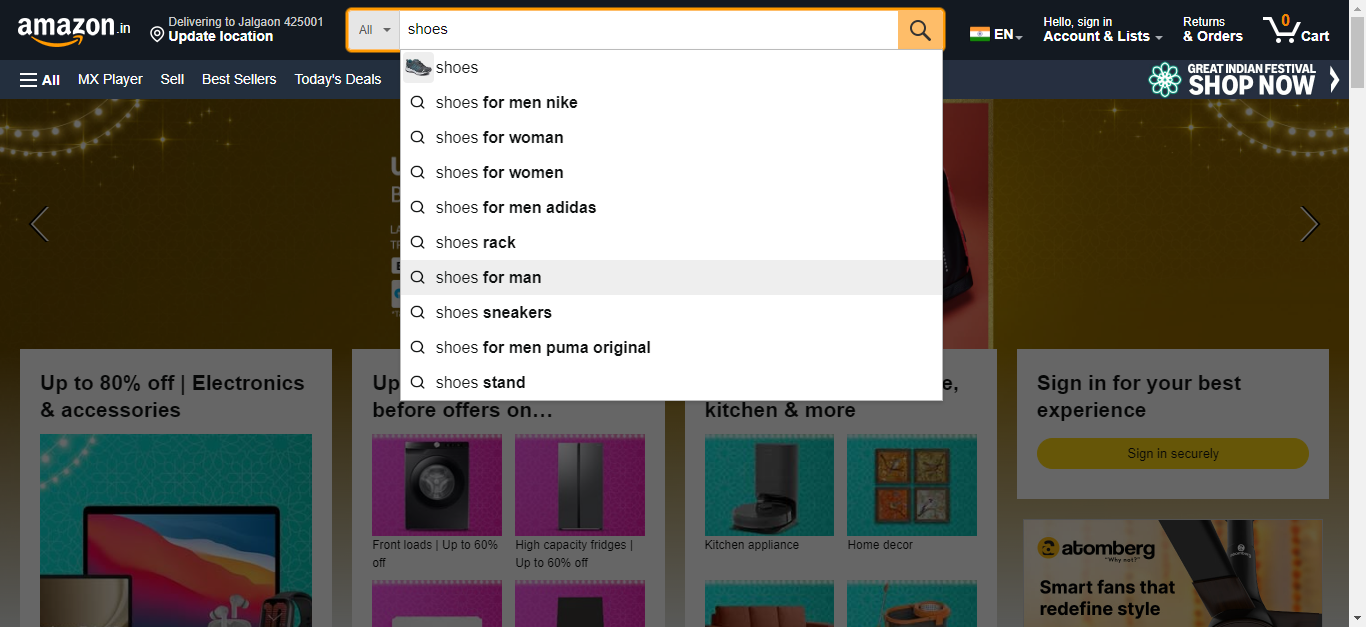 amazon.in
Delivering to Jalgaon 425001
Update location
All
shoes
EN
Hello, sign in
Account & Lists
Returns
& Orders
0
Cart
All
MX Player
Sell
Best Sellers
Today's Deals
GREAT INDIAN FESTIVAL
SHOP NOW
shoes
shoes for men nike
shoes for woman
shoes for women
shoes for men adidas
shoes rack
shoes for man
shoes sneakers
shoes for men puma original
shoes stand
Up to 80% off | Electronics
& accessories
Up
before offers on…
Front loads | Up to 60%
off
High capacity fridges |
Up to 60% off
kitchen & more
Kitchen appliance
Home decor
Sign in for your best
experience
Sign in securely
atomberg
"Why not?"
Smart fans that
redefine style